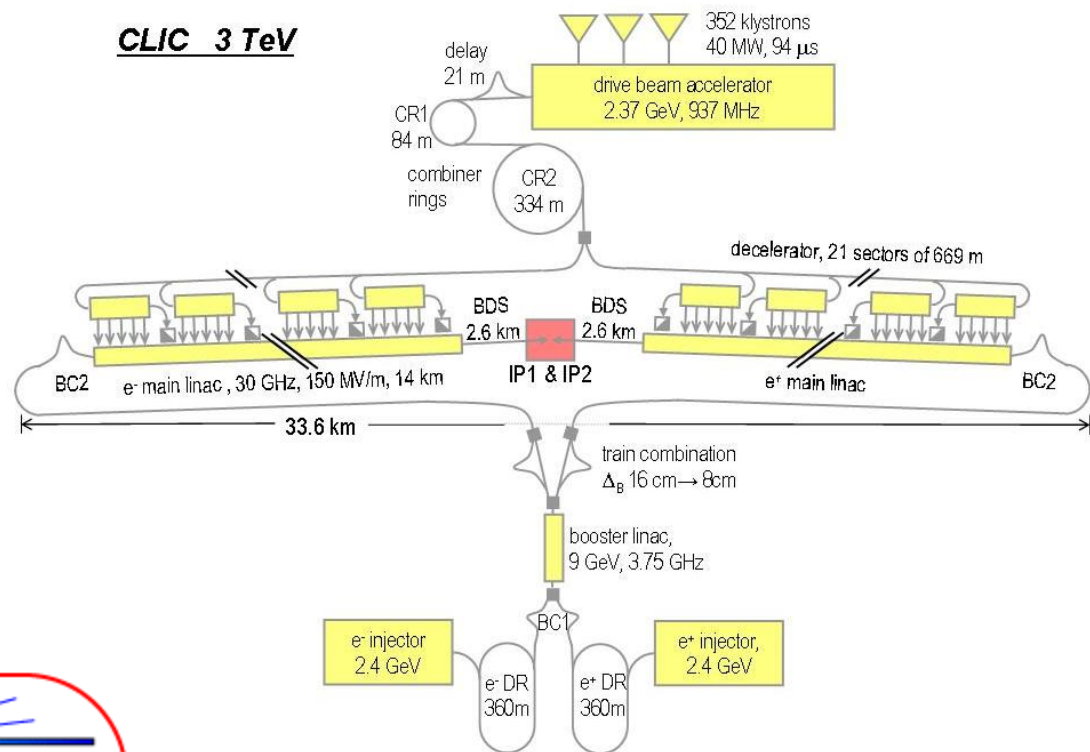 CLIC 3 TeV
352 klystrons
40 MW, 94 μs
delay
21 m
drive beam accelerator
2.37 GeV, 937 MHz
CR1
84 m
combiner
rings
CR2
334 m
decelerator, 21 sectors of 669 m
BDS
2.6 km
BDS
2.6 km
BC2
e- main linac , 30 GHz, 150 MV/m, 14 km
IP1 & IP2
e+ main linac
BC2
33.6 km
train combination
ΔB 16 cm→ 8cm
booster linac,
9 GeV, 3.75 GHz
BC1
e- injector
2.4 GeV
e- DR
360m
e+ DR
360m
e+ injector,
2.4 GeV